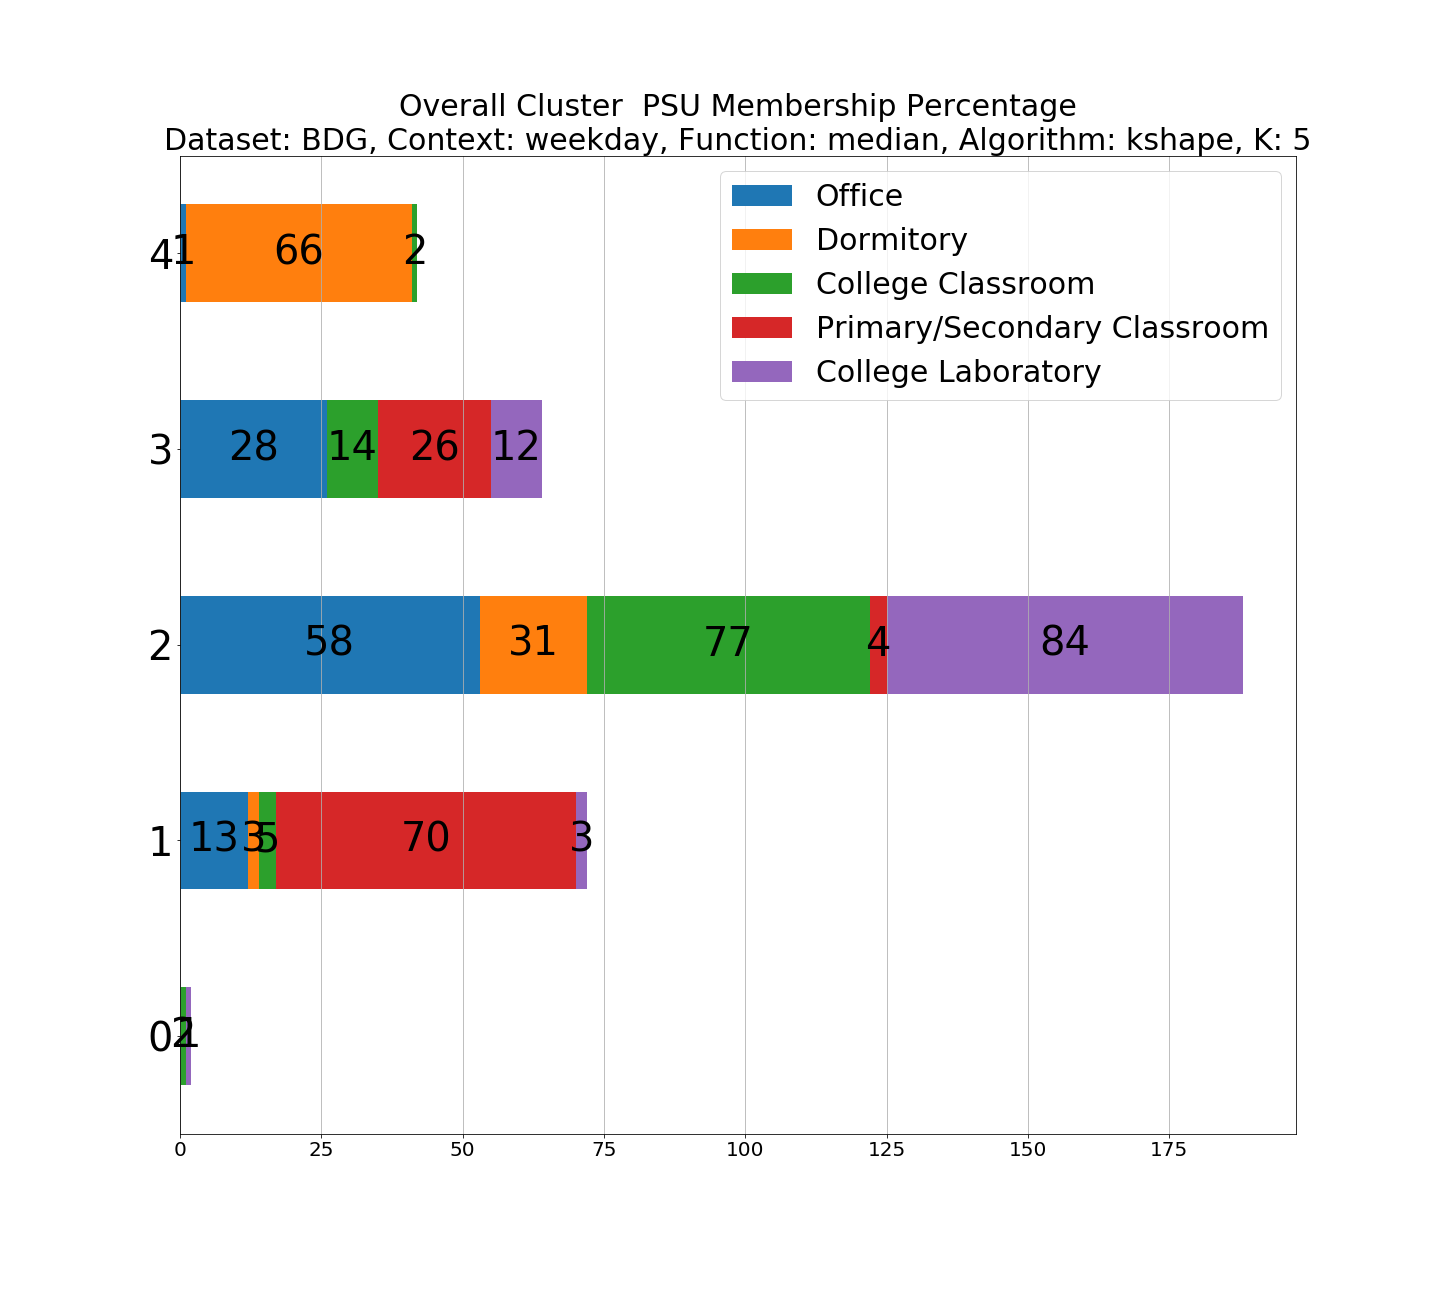 Overall Cluster  PSU Membership Percentage
Dataset: BDG, Context: weekday, Function: median, Algorithm: kshape, K: 5
Office
Dormitory
College Classroom
Primary/Secondary Classroom
College Laboratory
4 1 66 2
3 28 14 26 12
2 58 31 77 4 84
1 13 3 5 70 3
0
0 25 50 75 100 125 150 175